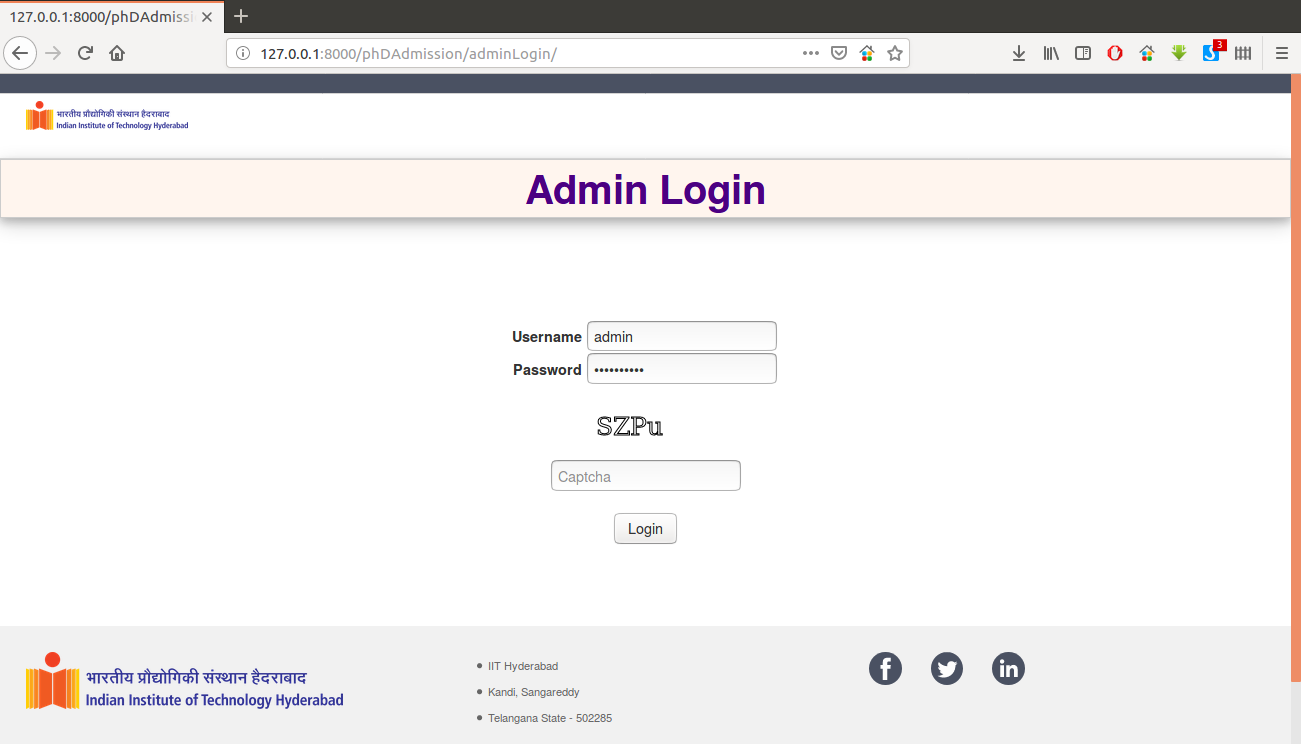 127.0.0.1:8000/phDAdmissi
127.0.0.1:8000/phDAdmission/adminLogin/
3
भारतीय प्रौद्योगिकी संस्थान हैदराबाद
Indian Institute of Technology Hyderabad
Admin Login
Username admin
Password ••••••••••
SZPu
Captcha
Login
भारतीय प्रौद्योगिकी संस्थान हैदराबाद
Indian Institute of Technology Hyderabad
• IIT Hyderabad
• Kandi, Sangareddy
• Telangana State - 502285